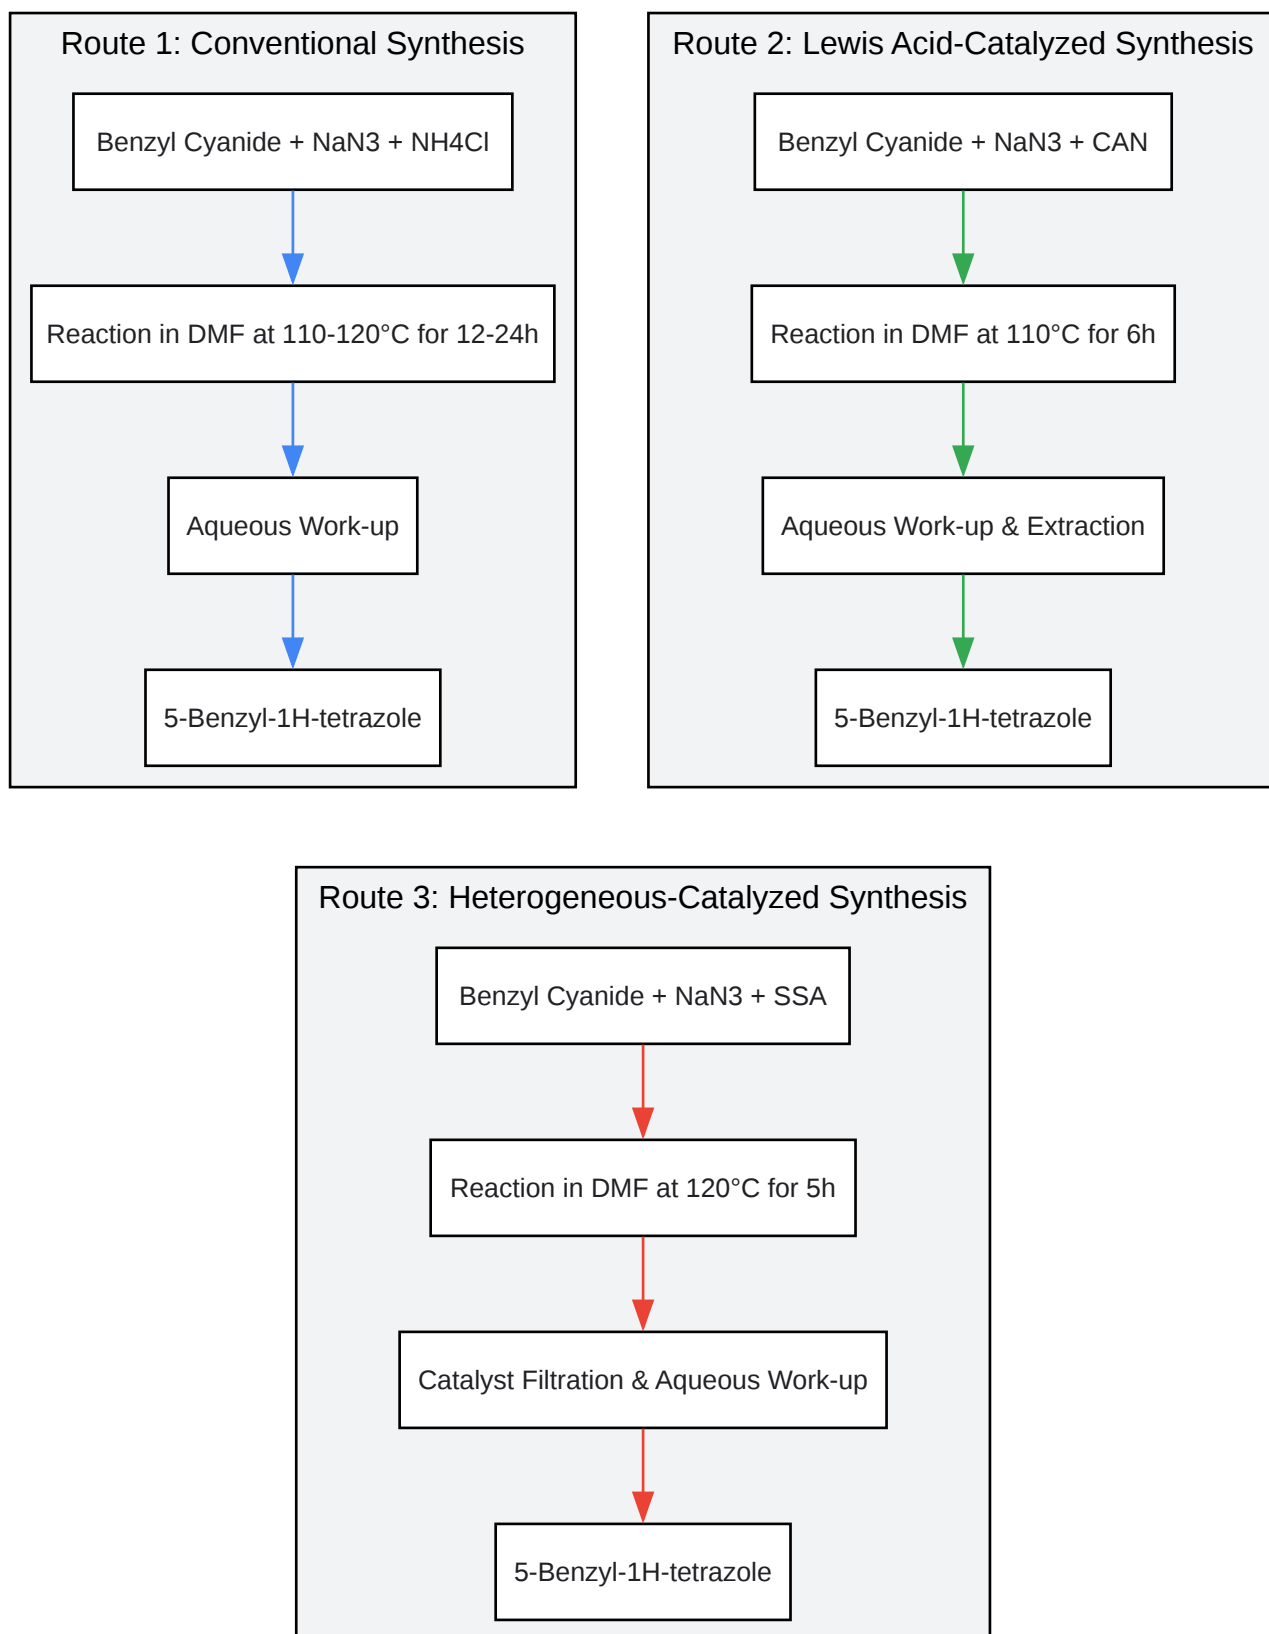 Route 1: Conventional Synthesis
Benzyl Cyanide + NaN3 + NH4Cl
Reaction in DMF at 110-120°C for 12-24h
Aqueous Work-up
5-Benzyl-1H-tetrazole
Route 2: Lewis Acid-Catalyzed Synthesis
Benzyl Cyanide + NaN3 + CAN
Reaction in DMF at 110°C for 6h
Aqueous Work-up & Extraction
5-Benzyl-1H-tetrazole
Route 3: Heterogeneous-Catalyzed Synthesis
Benzyl Cyanide + NaN3 + SSA
Reaction in DMF at 120°C for 5h
Catalyst Filtration & Aqueous Work-up
5-Benzyl-1H-tetrazole